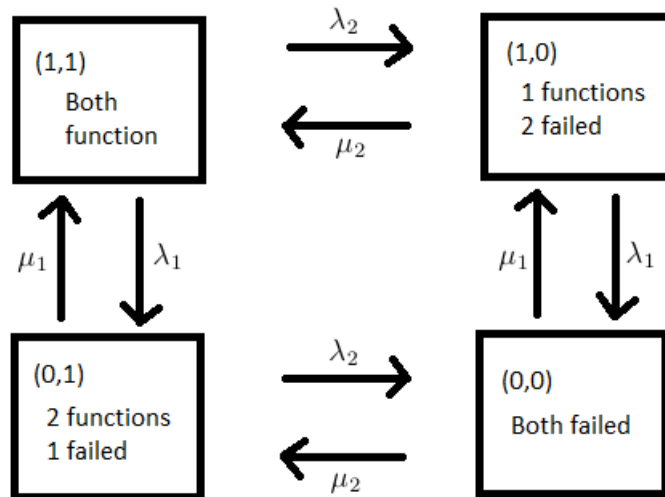 (1,1)
Both
function
λ₂
μ₂
(1,0)
1 functions
2 failed
μ₁
λ₁
μ₁
λ₁
(0,1)
2 functions
1 failed
λ₂
μ₂
(0,0)
Both failed